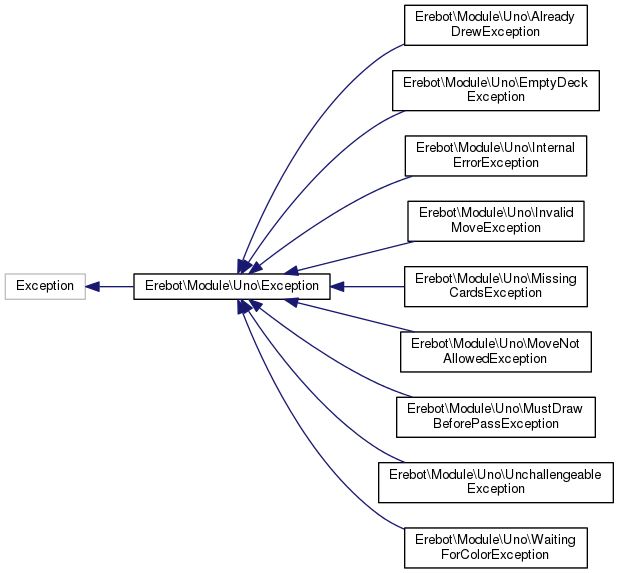 Exception
Erebot\Module\Uno\Exception
Erebot\Module\Uno\Already
DrewException
Erebot\Module\Uno\EmptyDeck
Exception
Erebot\Module\Uno\Internal
ErrorException
Erebot\Module\Uno\Invalid
MoveException
Erebot\Module\Uno\Missing
CardsException
Erebot\Module\Uno\MoveNot
AllowedException
Erebot\Module\Uno\MustDraw
BeforePassException
Erebot\Module\Uno\Unchallengeable
Exception
Erebot\Module\Uno\Waiting
ForColorException